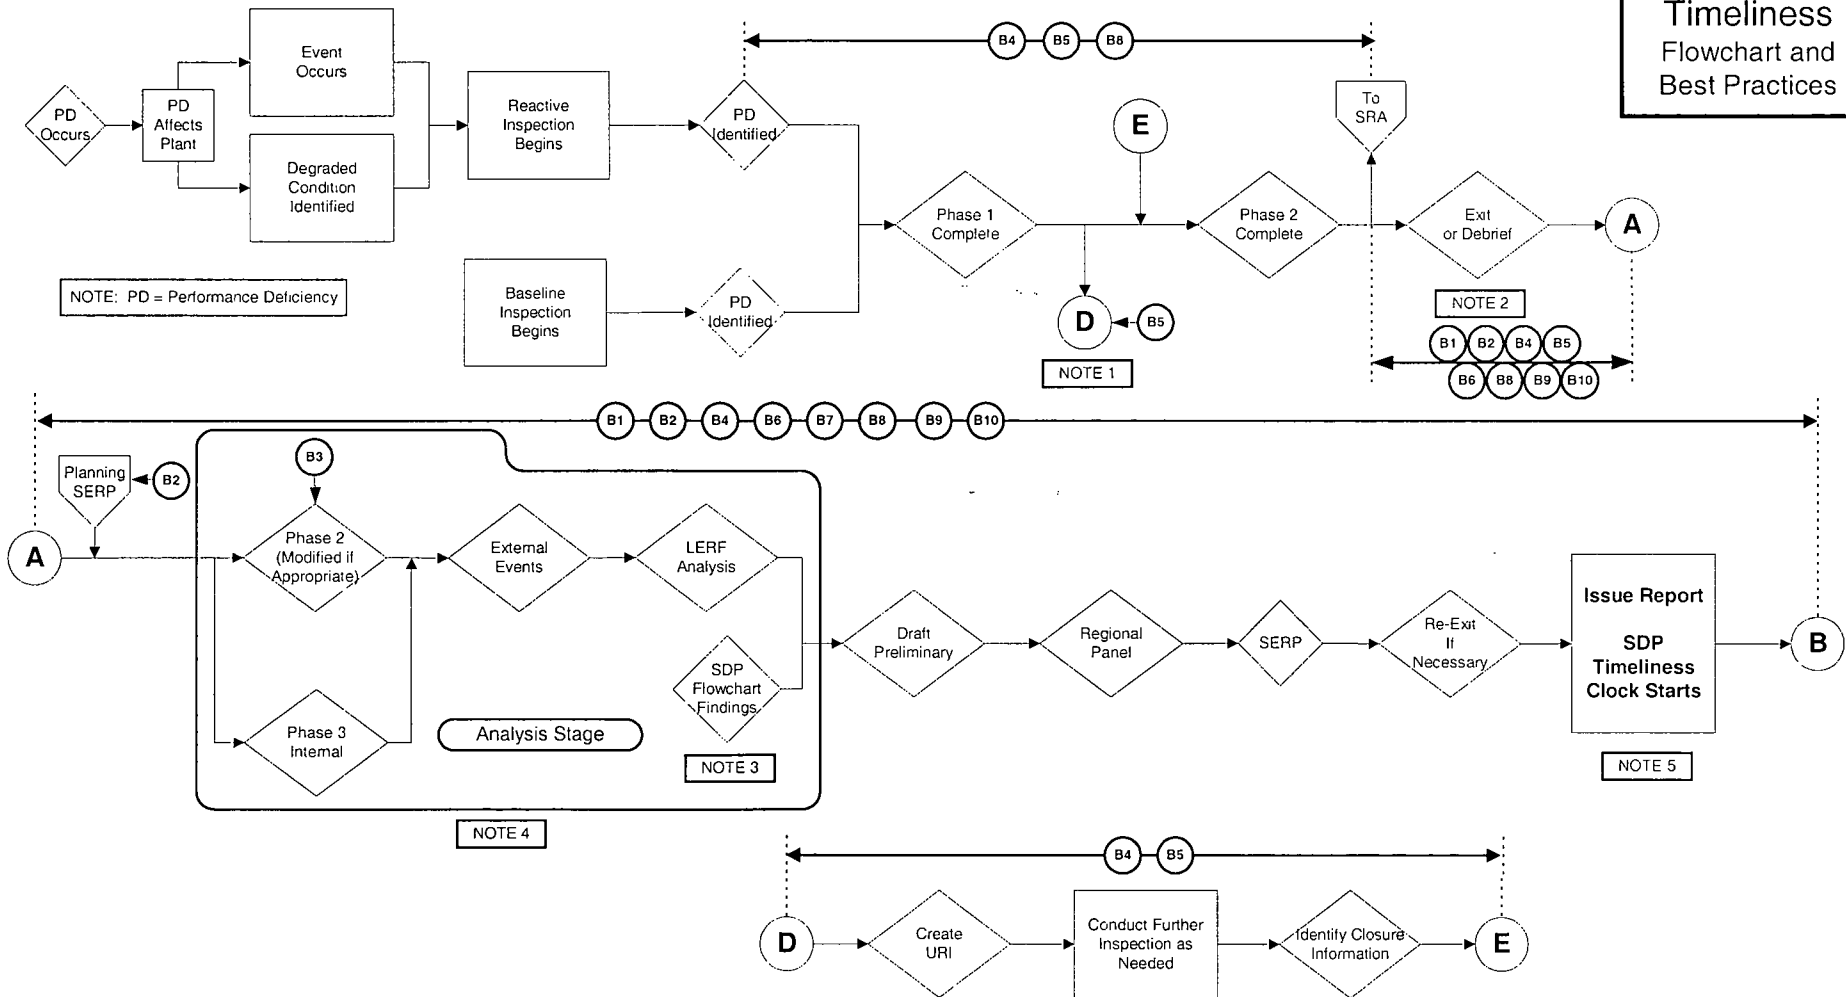 Timeliness
Flowchart and
Best Practices
B4
B5
B8
Event
Occurs
PD
Occurs
PD
Affects
Plant
Degraded
Condition
Identified
Reactive
Inspection
Begins
PD
Identified
To
SRA
E
Phase 1
Complete
Phase 2
Complete
Exit
or Debrief
A
NOTE: PD = Performance Deficiency
Baseline
Inspection
Begins
PD
Identified
D
B5
NOTE 1
NOTE 2
B1
B2
B4
B5
B6
B8
B9
B10
B1
B2
B4
B6
B7
B8
B9
B10
Planning
SERP
B2
B3
A
Phase 2
(Modified if
Appropriate)
External
Events
LERF
Analysis
Phase 3
Internal
Analysis Stage
SDP
Flowchart
Findings
NOTE 3
NOTE 4
Draft
Preliminary
Regional
Panel
SERP
Re-Exit
If
Necessary
Issue Report
SDP
Timeliness
Clock Starts
B
NOTE 5
B4
B5
D
Create
URI
Conduct Further
Inspection as
Needed
Identify Closure
Information
E